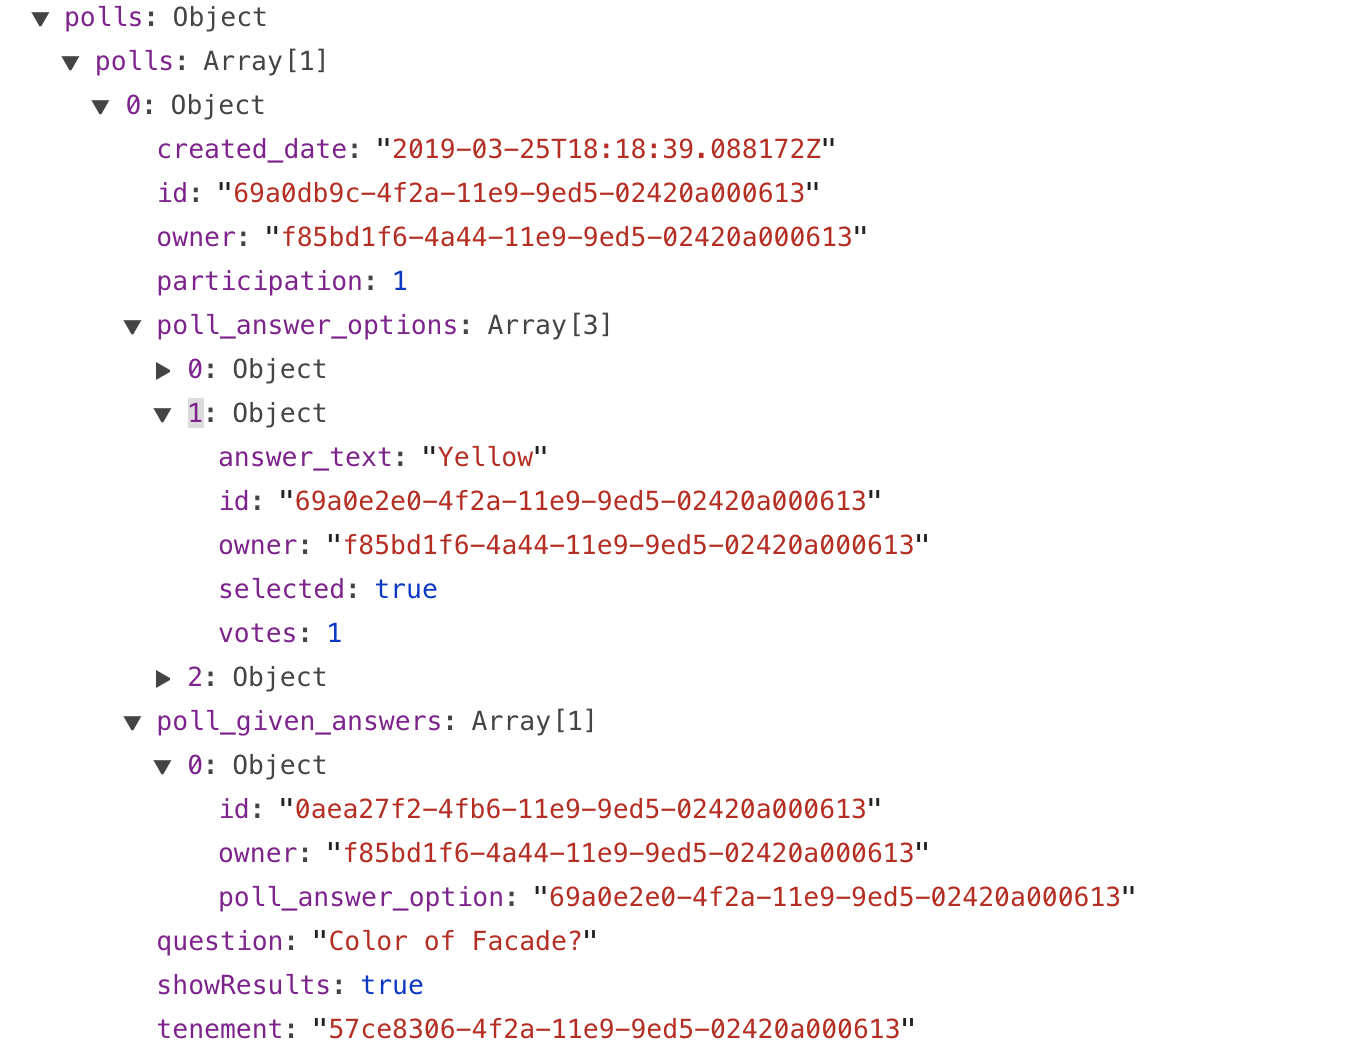 polls: Object
polls: Array[1]
0: Object
created_date: "2019-03-25T18:18:39.088172Z"
id: "69a0db9c-4f2a-11e9-9ed5-02420a000613"
owner: "f85bd1f6-4a44-11e9-9ed5-02420a000613"
participation: 1
poll_answer_options: Array[3]
0: Object
1: Object
answer_text: "Yellow"
id: "69a0e2e0-4f2a-11e9-9ed5-02420a000613"
owner: "f85bd1f6-4a44-11e9-9ed5-02420a000613"
selected: true
votes: 1
2: Object
poll_given_answers: Array[1]
0: Object
id: "0aea27f2-4fb6-11e9-9ed5-02420a000613"
owner: "f85bd1f6-4a44-11e9-9ed5-02420a000613"
poll_answer_option: "69a0e2e0-4f2a-11e9-9ed5-02420a000613"
question: "Color of Facade?"
showResults: true
tenement: "57ce8306-4f2a-11e9-9ed5-02420a000613"